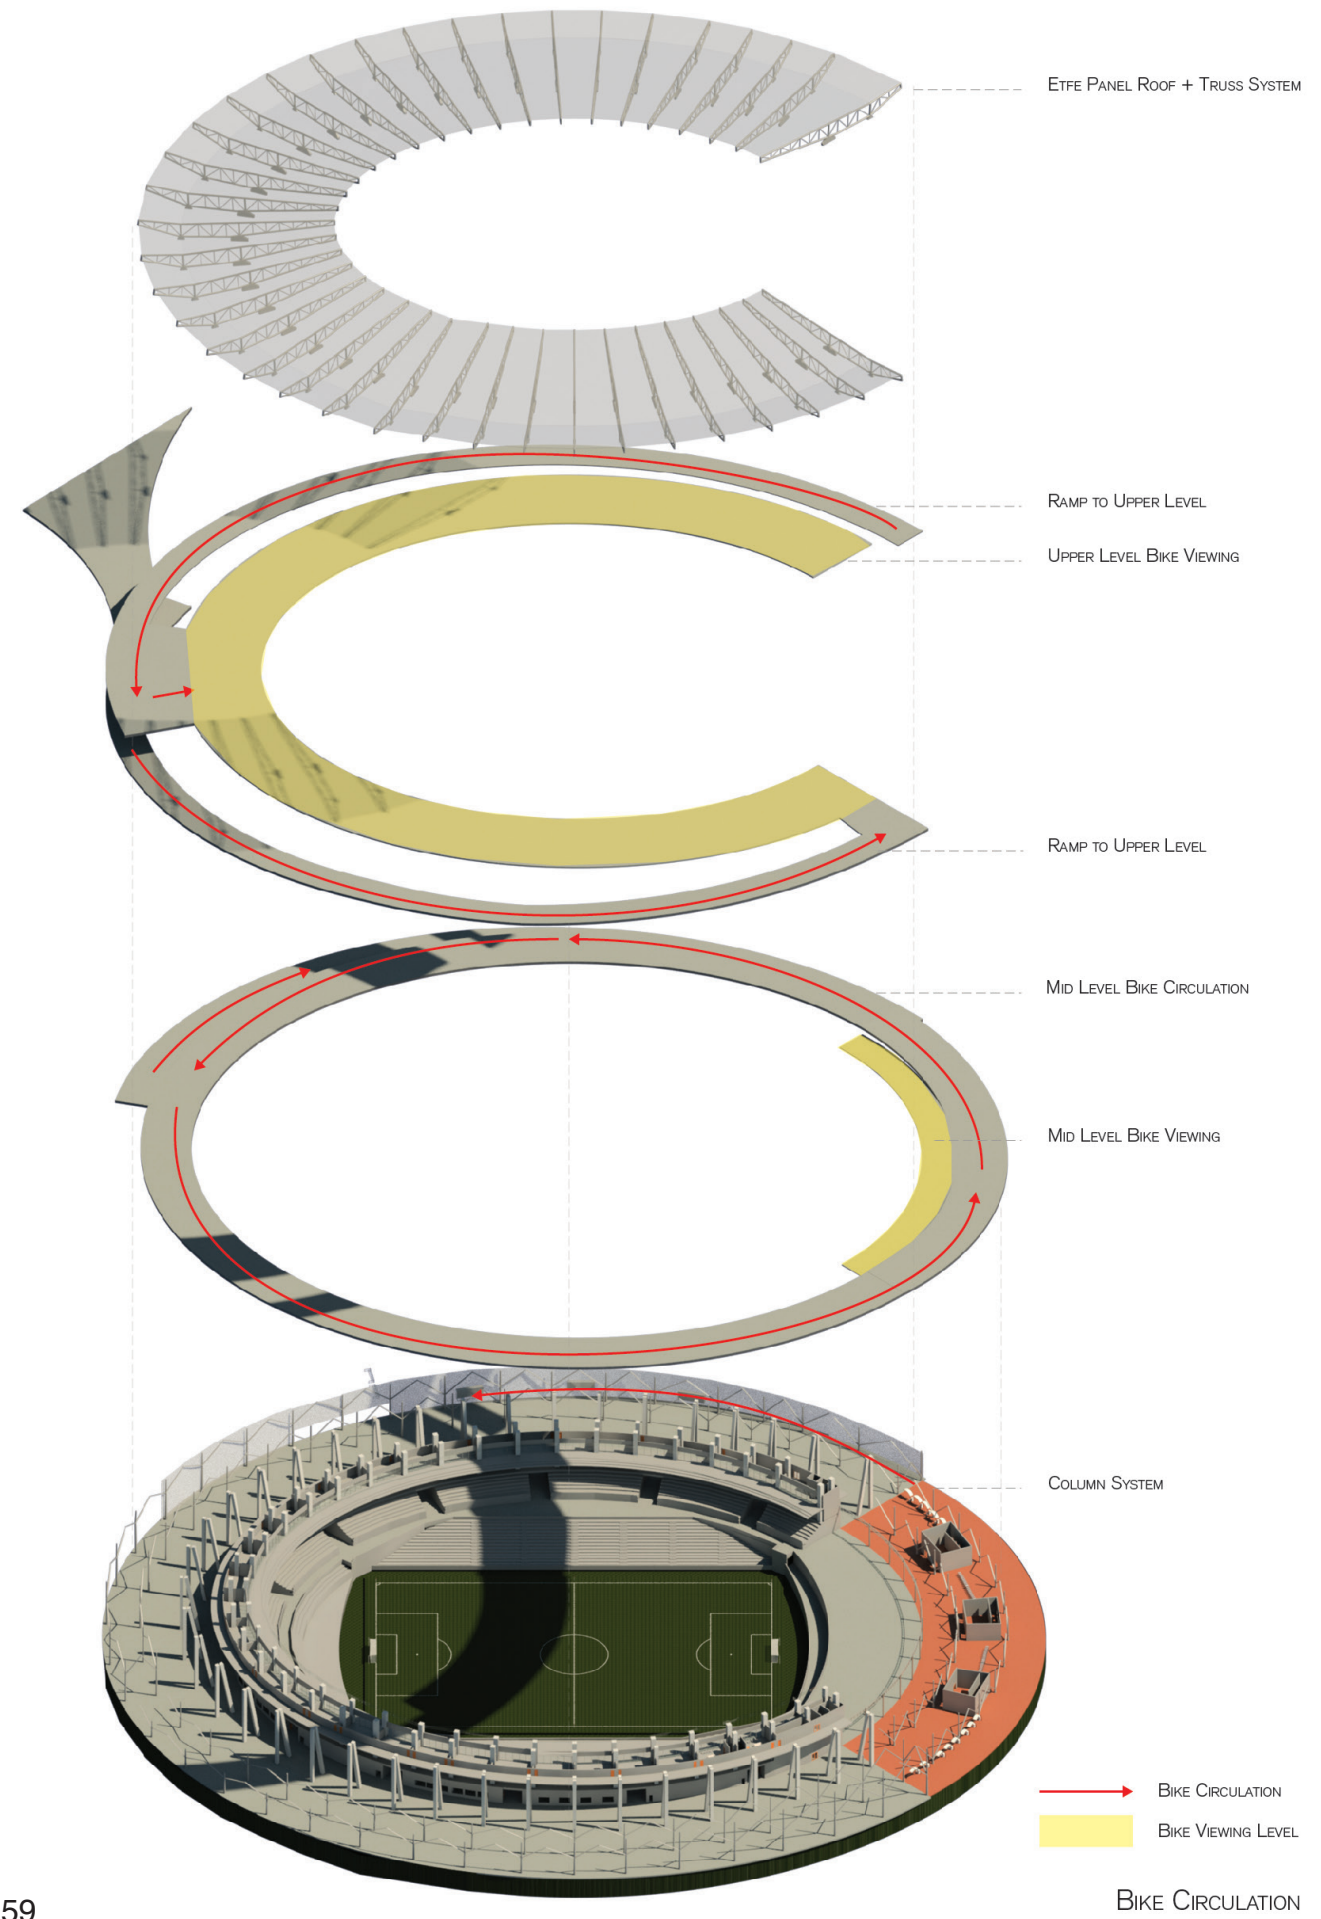 Etfe Panel Roof + Truss System
Ramp to Upper Level
Upper Level Bike Viewing
Ramp to Upper Level
Mid Level Bike Circulation
Mid Level Bike Viewing
Column System
Bike Circulation
Bike Viewing Level
Bike Circulation
59